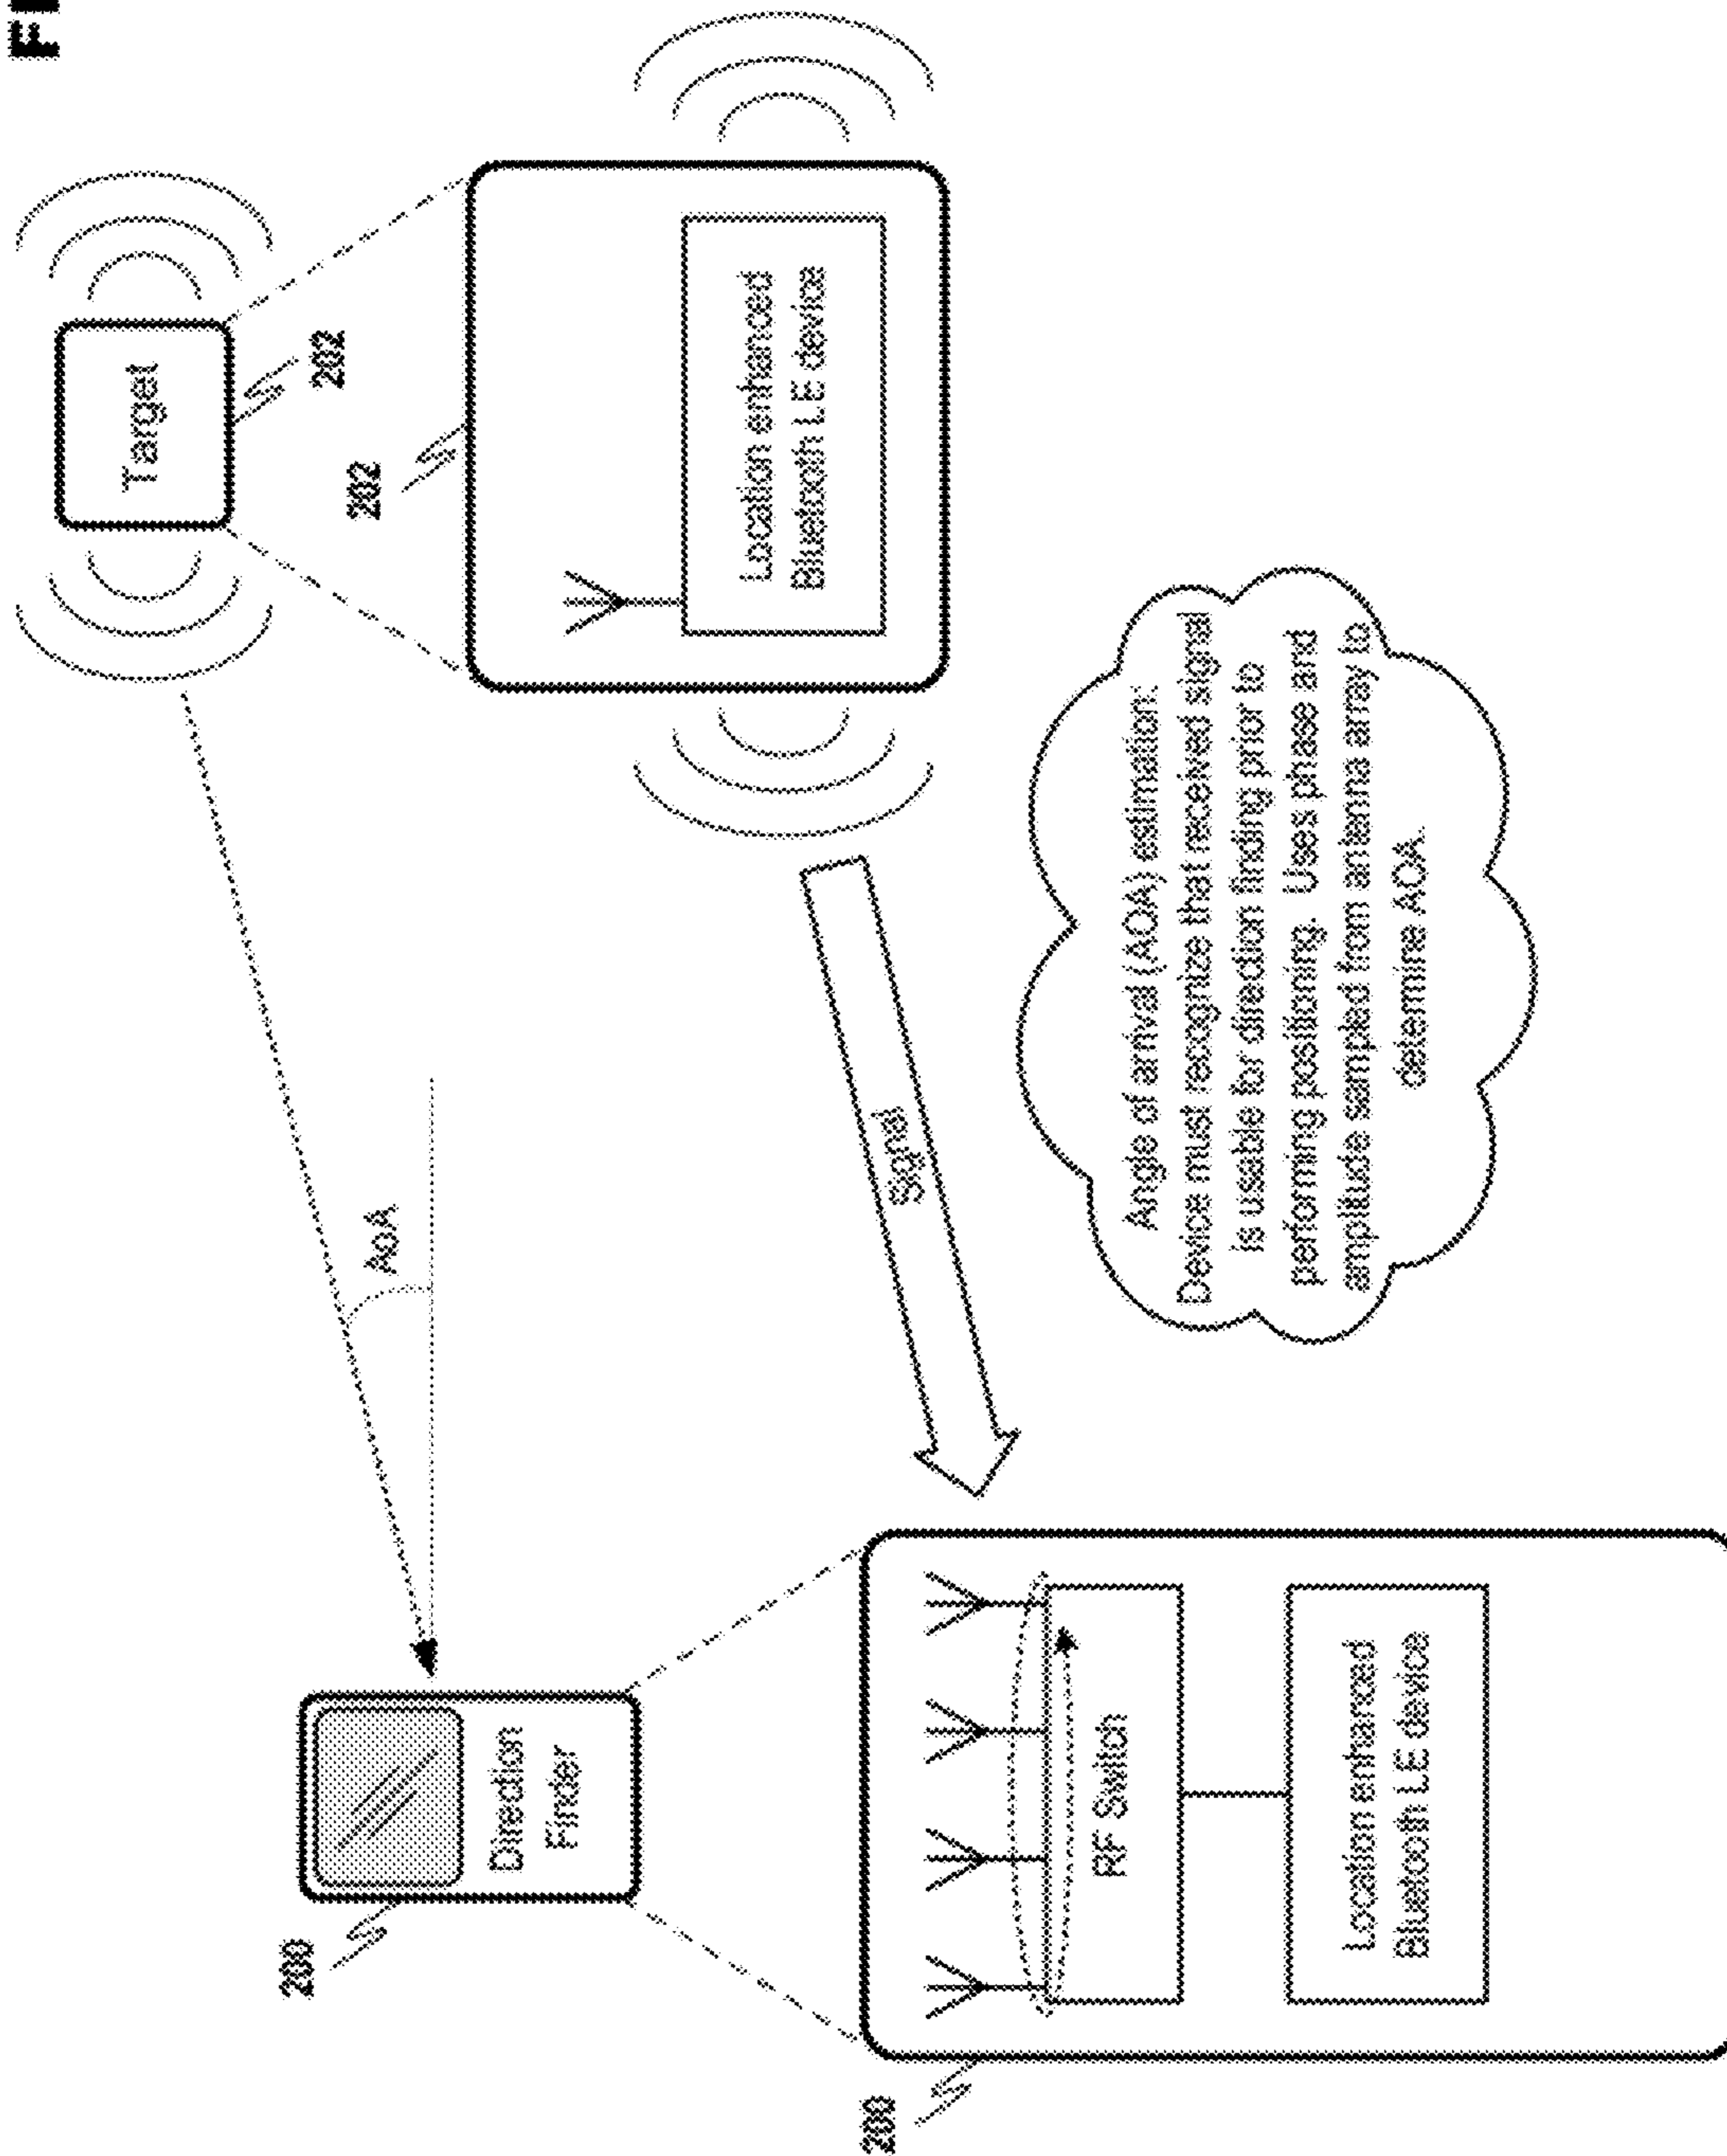 Target
202
202
Location enhanced
Bluetooth LE device
AoA
Signal
Angle of arrival (AOA) estimation:
Device must recognize that received signal
is usable for direction finding prior to
performing positioning. Uses phase and
amplitude sampled from antenna array to
determine AOA.
200
Direction
Finder
200
RF Switch
Location enhanced
Bluetooth LE device